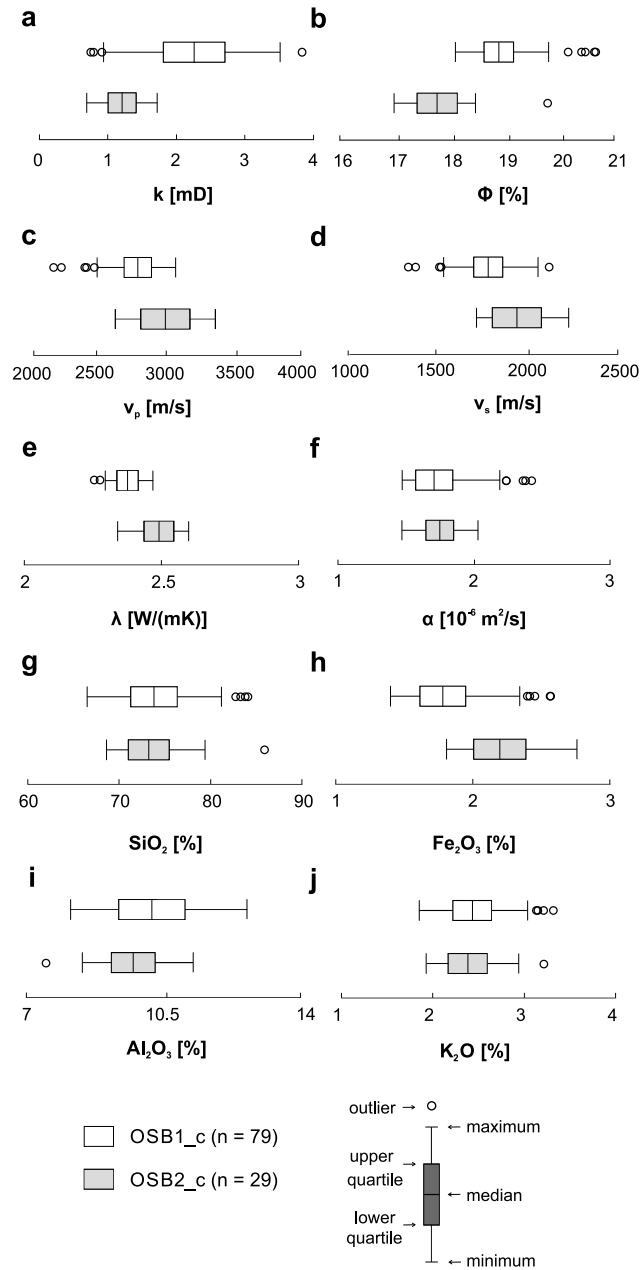 a
b
0 1 2 3 4
k [mD]
16 17 18 19 20 21
Φ [%]
c
d
2000 2500 3000 3500 4000
vₚ [m/s]
1000 1500 2000 2500
vₛ [m/s]
e
f
2 2.5 3
λ [W/(mK)]
1 2 3
α [10⁻⁶ m²/s]
g
h
60 70 80 90
SiO₂ [%]
1 2 3
Fe₂O₃ [%]
i
j
7 10.5 14
Al₂O₃ [%]
1 2 3 4
K₂O [%]
OSB1_c (n = 79)
OSB2_c (n = 29)
outlier
maximum
upper
quartile
median
lower
quartile
minimum